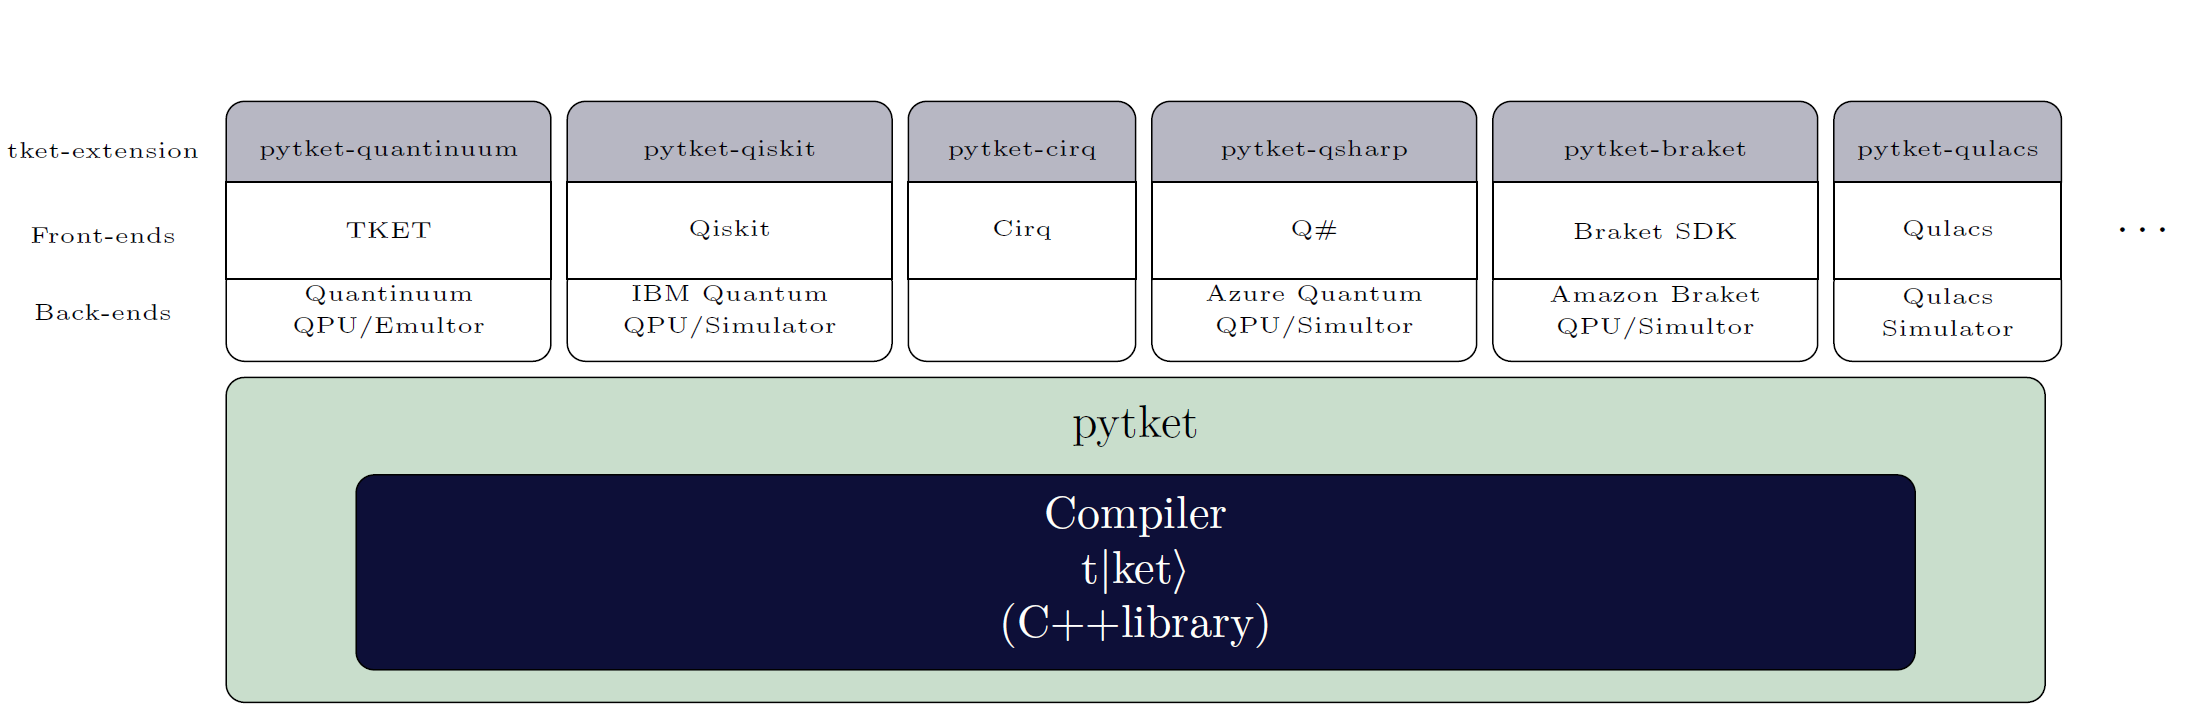 tket-extension
pytket-quantinuum
pytket-qiskit
pytket-cirq
pytket-qsharp
pytket-braket
pytket-qulacs
Front-ends
TKET
Qiskit
Cirq
Q#
Braket SDK
Qulacs
···
Back-ends
Quantinuum
QPU/Emultor
IBM Quantum
QPU/Simulator
Azure Quantum
QPU/Simultor
Amazon Braket
QPU/Simultor
Qulacs
Simulator
pytket
Compiler
t|ket⟩
(C++library)